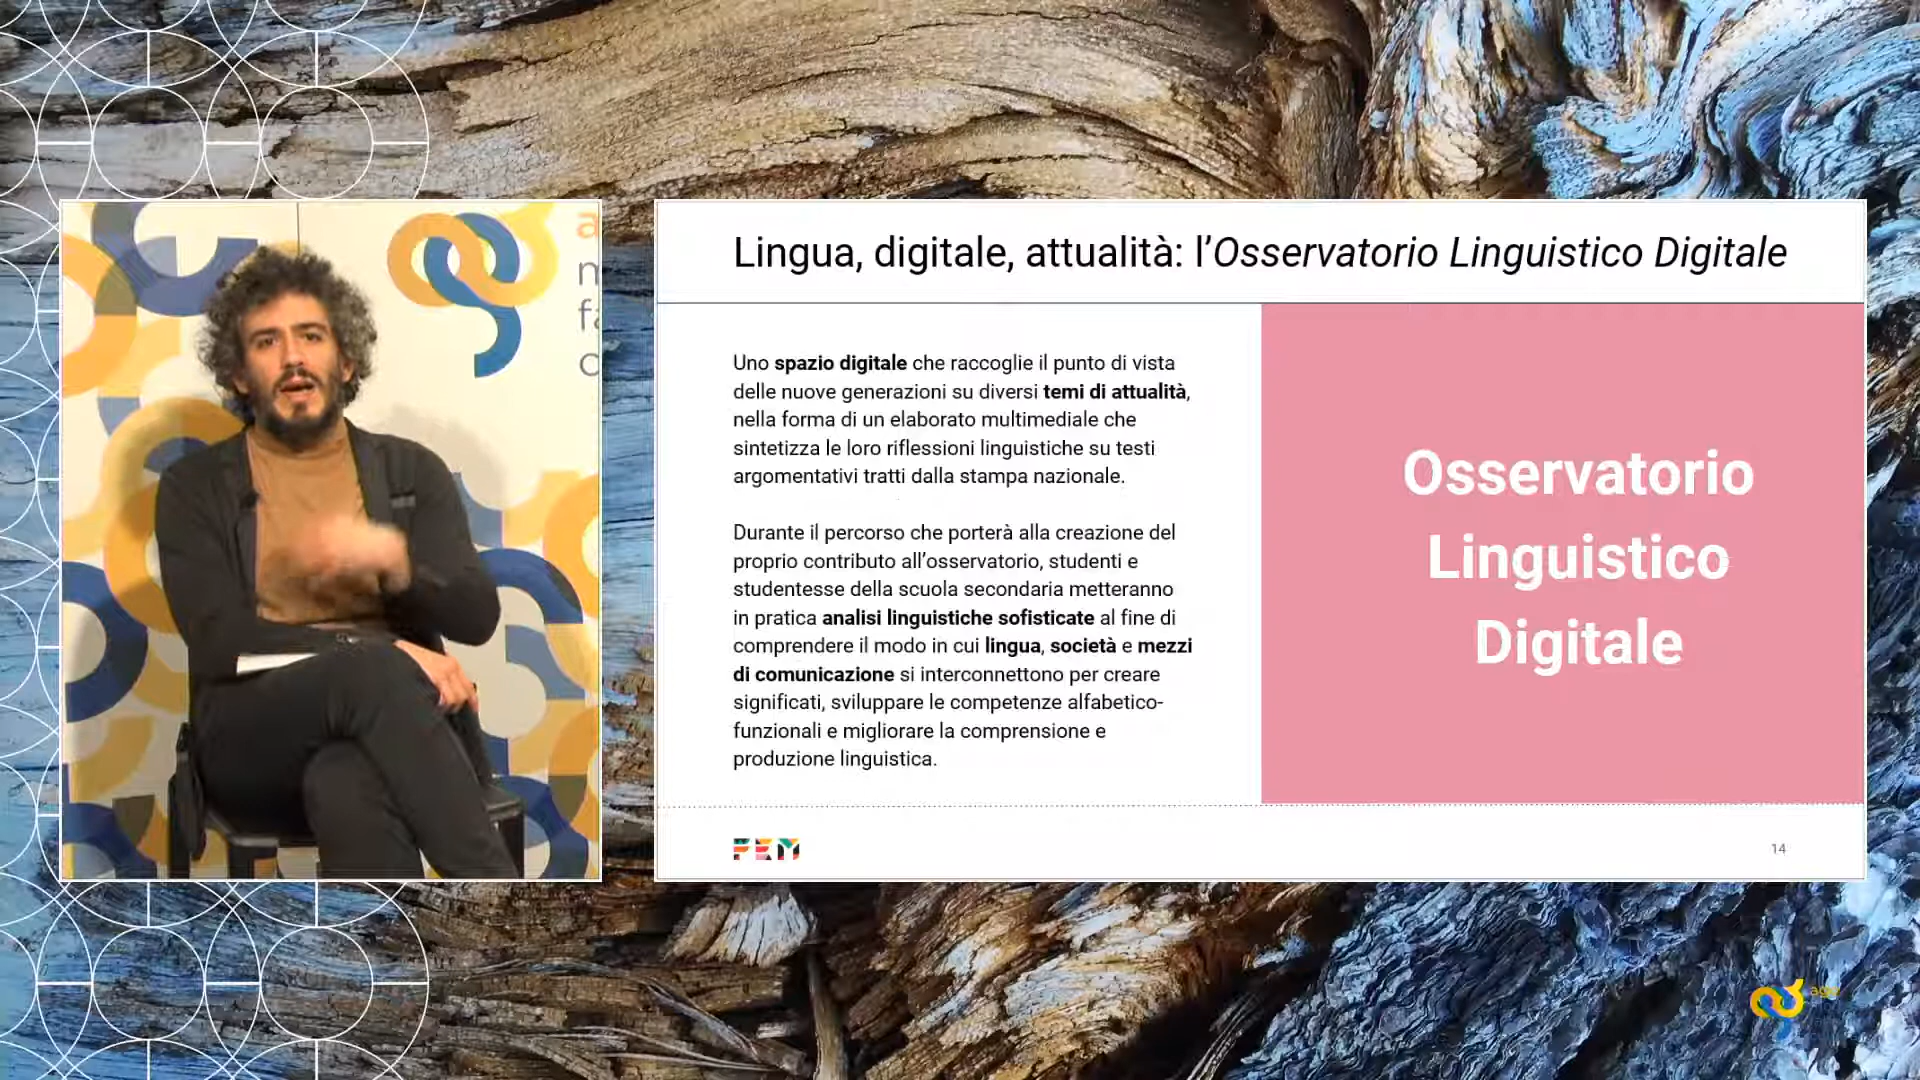 Lingua, digitale, attualità: l’Osservatorio Linguistico Digitale
Uno spazio digitale che raccoglie il punto di vista
delle nuove generazioni su diversi temi di attualità,
nella forma di un elaborato multimediale che
sintetizza le loro riflessioni linguistiche su testi
argomentativi tratti dalla stampa nazionale.
Durante il percorso che porterà alla creazione del
proprio contributo all’osservatorio, studenti e
studentesse della scuola secondaria metteranno
in pratica analisi linguistiche sofisticate al fine di
comprendere il modo in cui lingua, società e mezzi
di comunicazione si interconnettono per creare
significati, sviluppare le competenze alfabetico-
funzionali e migliorare la comprensione e
produzione linguistica.
Osservatorio
Linguistico
Digitale
FEM
14